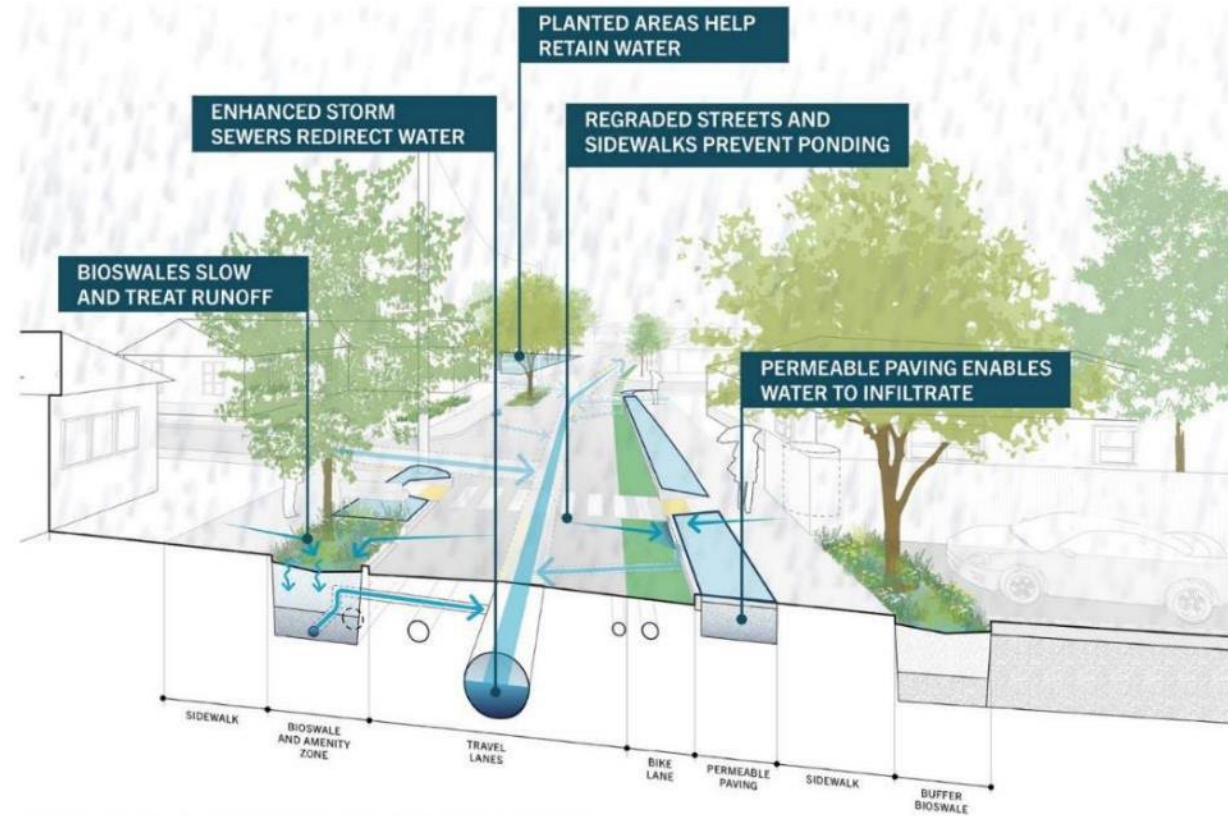 PLANTED AREAS HELP
RETAIN WATER
ENHANCED STORM
SEWERS REDIRECT WATER
REGRADED STREETS AND
SIDEWALKS PREVENT PONDING
BIOSWALES SLOW
AND TREAT RUNOFF
PERMEABLE PAVING ENABLES
WATER TO INFILTRATE
SIDEWALK
BIOSWALE
AND AMENITY
ZONE
TRAVEL
LANES
BIKE
LANE
PERMEABLE
PAVING
SIDEWALK
BUFFER
BIOSWALE